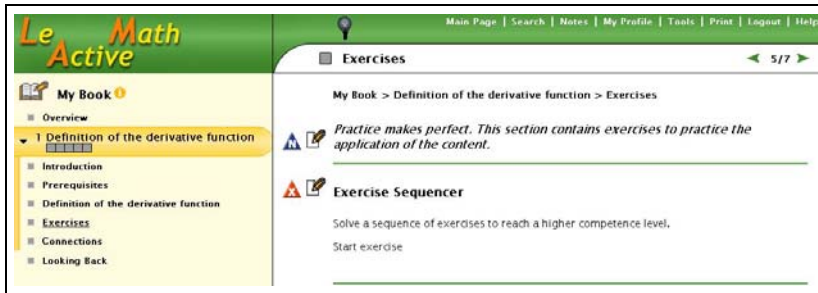 Le Active Math
Main Page | Search | Notes | My Profile | Tools | Print | Logout | Help
Exercises
5/7
My Book
Overview
1 Definition of the derivative function
Introduction
Prerequisites
Definition of the derivative function
Exercises
Connections
Looking Back
My Book > Definition of the derivative function > Exercises
N
Practice makes perfect. This section contains exercises to practice the
application of the content.
X
Exercise Sequencer
Solve a sequence of exercises to reach a higher competence level.
Start exercise